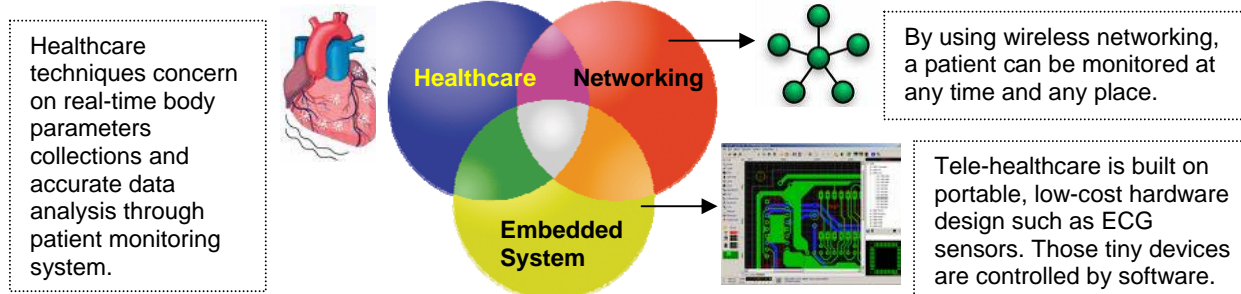 Healthcare
techniques concern
on real-time body
parameters
collections and
accurate data
analysis through
patient monitoring
system.
Healthcare
Networking
Embedded
System
By using wireless networking,
a patient can be monitored at
any time and any place.
Tele-healthcare is built on
portable, low-cost hardware
design such as ECG
sensors. Those tiny devices
are controlled by software.